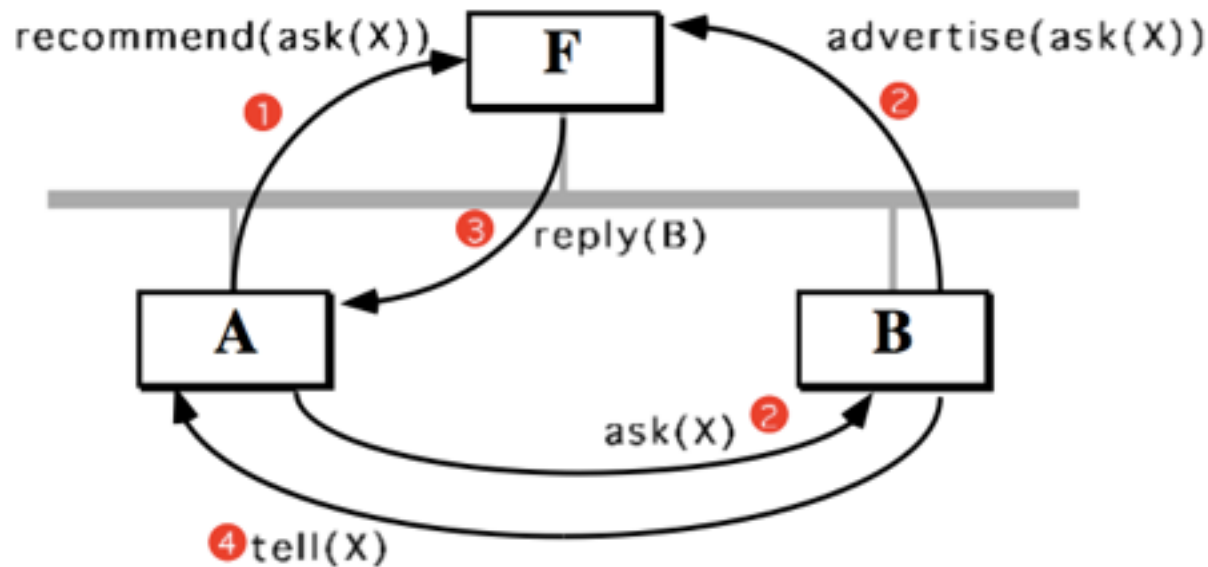 recommend(ask(X))
F
advertise(ask(X))
1
2
3
reply(B)
A
B
ask(X) 2
4 tell(X)